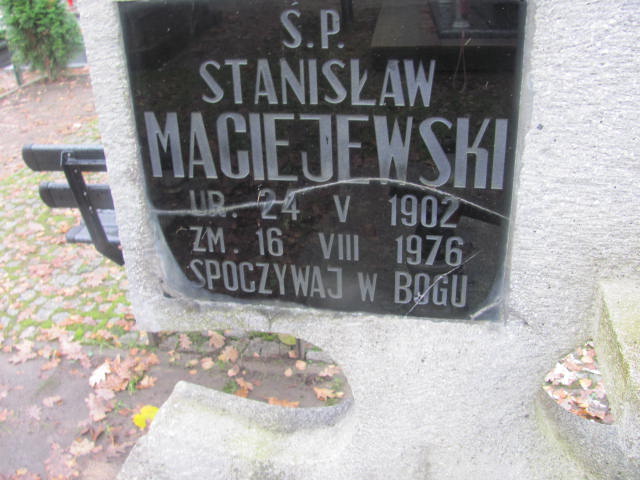 Ś.P.
STANISŁAW
MACIEJEWSKI
UR. 24 V 1902
ZM. 16 VIII 1976
SPOCZYWAJ W BOGU